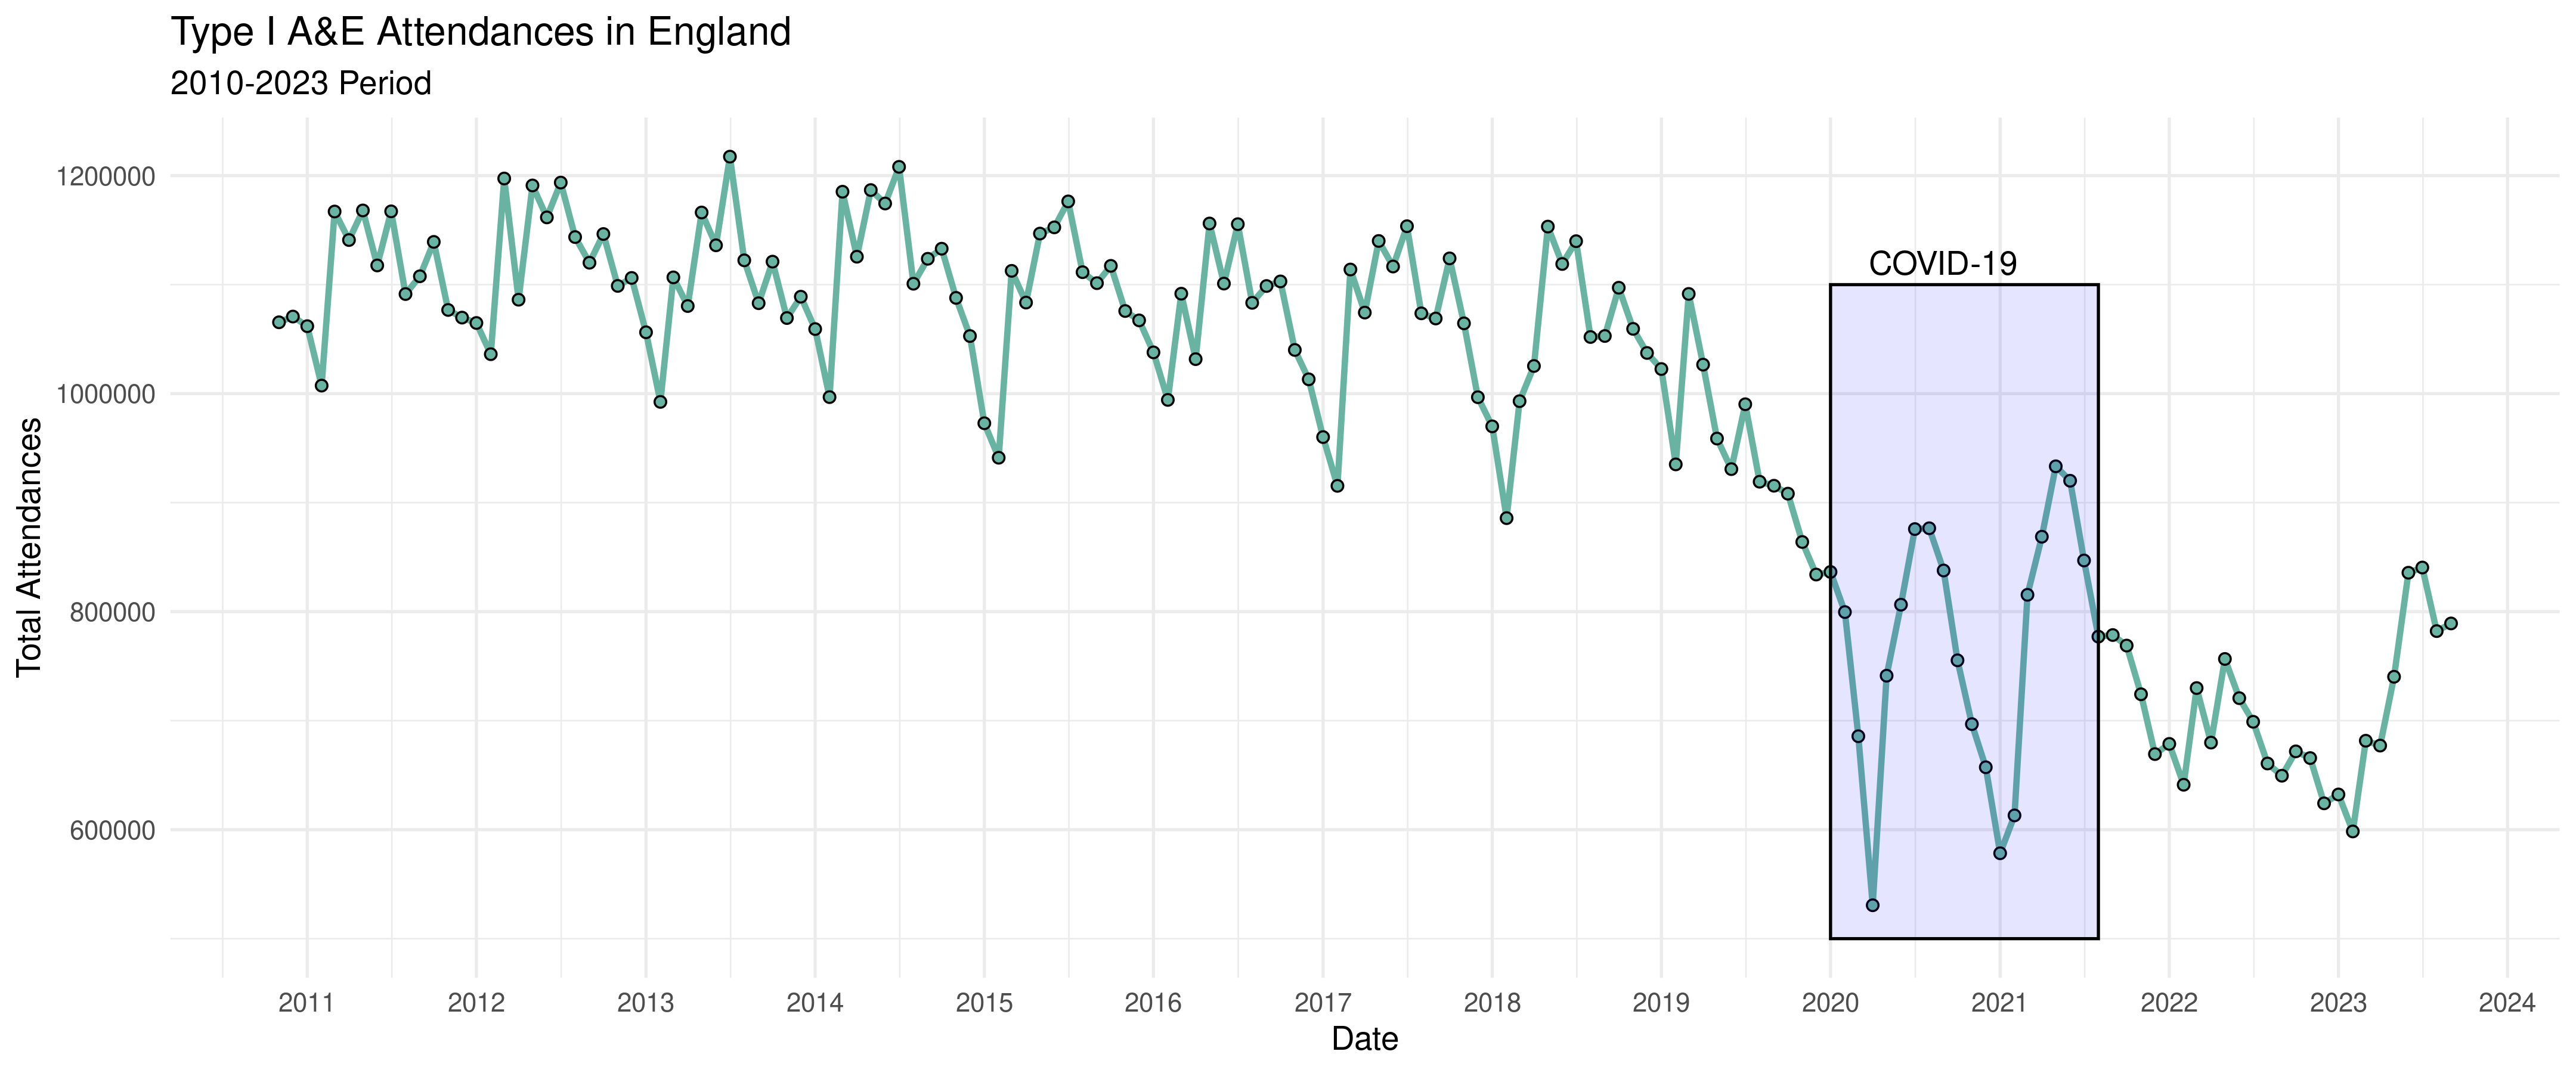 Type I A&E Attendances in England
2010-2023 Period
Total Attendances
1200000
1000000
800000
600000
COVID-19
2011 2012 2013 2014 2015 2016 2017 2018 2019 2020 2021 2022 2023 2024
Date